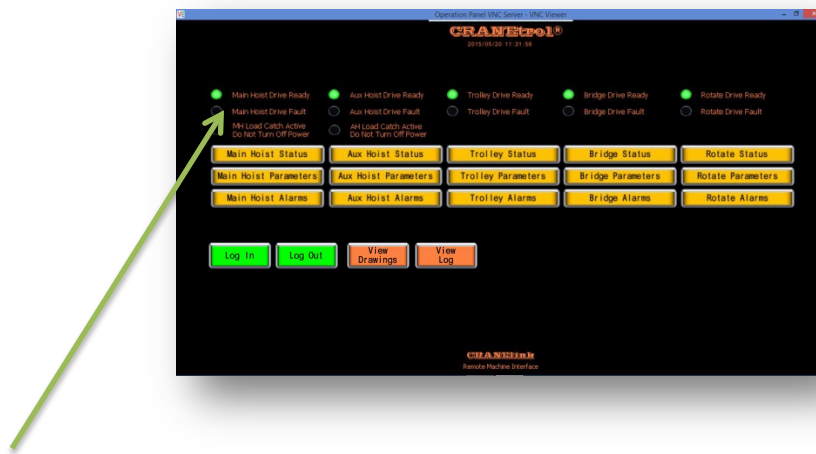 Operation Panel VNC Server - VNC Viewer
CRANEtrol®
2015/05/20 11:31:58
Main Hoist Drive Ready Aux Hoist Drive Ready Trolley Drive Ready Bridge Drive Ready Rotate Drive Ready
Main Hoist Drive Fault Aux Hoist Drive Fault Trolley Drive Fault Bridge Drive Fault Rotate Drive Fault
MH Load Catch Active AH Load Catch Active
Do Not Turn Off Power Do Not Turn Off Power
Main Hoist Status Aux Hoist Status Trolley Status Bridge Status Rotate Status
Main Hoist Parameters Aux Hoist Parameters Trolley Parameters Bridge Parameters Rotate Parameters
Main Hoist Alarms Aux Hoist Alarms Trolley Alarms Bridge Alarms Rotate Alarms
Log In Log Out View Drawings View Log
CRANElink
Remote Machine Interface